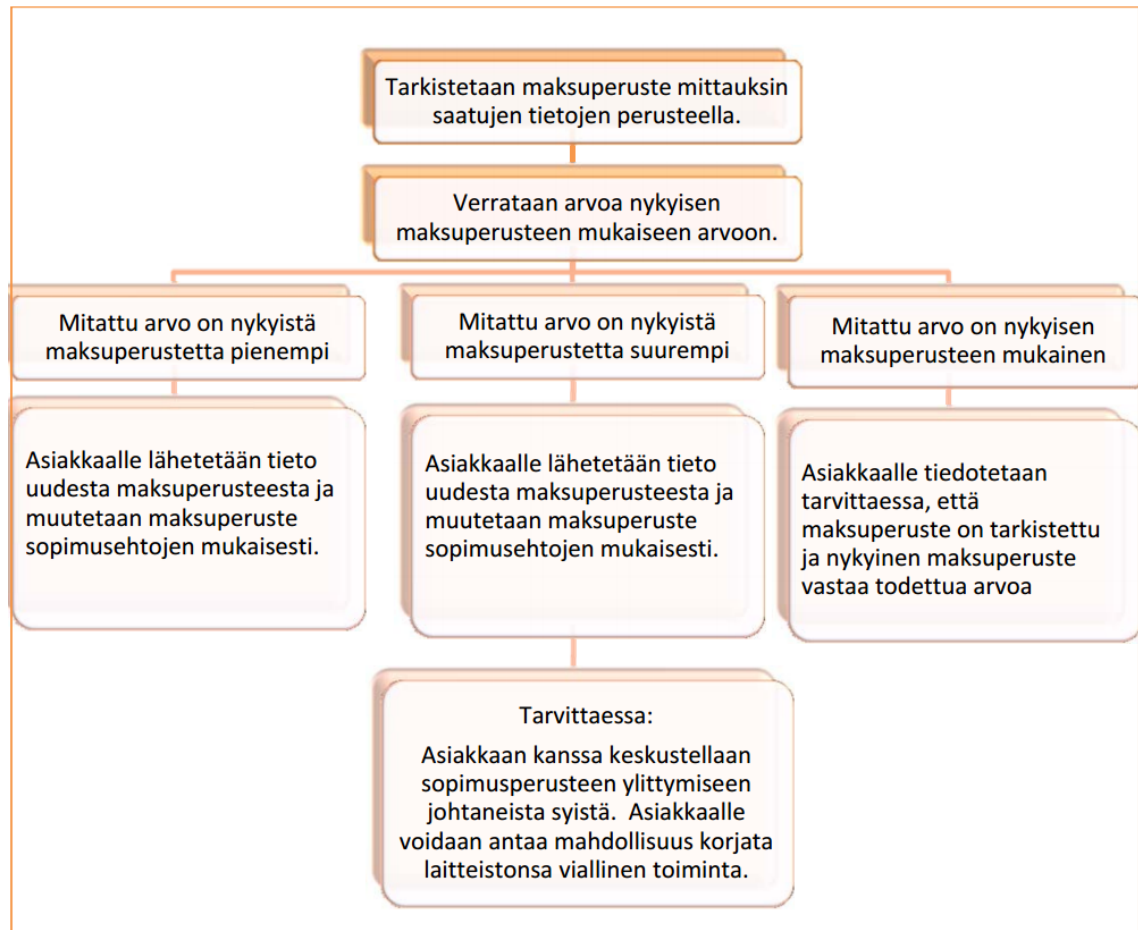 Tarkistetaan maksuperuste mittauksin
saatujen tietojen perusteella.
Verrataan arvoa nykyisen
maksuperusteen mukaiseen arvoon.
Mitattu arvo on nykyistä
maksuperustetta pienempi
Mitattu arvo on nykyistä
maksuperustetta suurempi
Mitattu arvo on nykyisen
maksuperusteen mukainen
Asiakkaalle lähetetään tieto
uudesta maksuperusteesta ja
muutetaan maksuperuste
sopimusehtojen mukaisesti.
Asiakkaalle lähetetään tieto
uudesta maksuperusteesta ja
muutetaan maksuperuste
sopimusehtojen mukaisesti.
Asiakkaalle tiedotetaan
tarvittaessa, että
maksuperuste on tarkistettu
ja nykyinen maksuperuste
vastaa todettua arvoa
Tarvittaessa:
Asiakkaan kanssa keskustellaan
sopimusperusteen ylittymiseen
johtaneista syistä. Asiakkaalle
voidaan antaa mahdollisuus korjata
laitteistonsa viallinen toiminta.